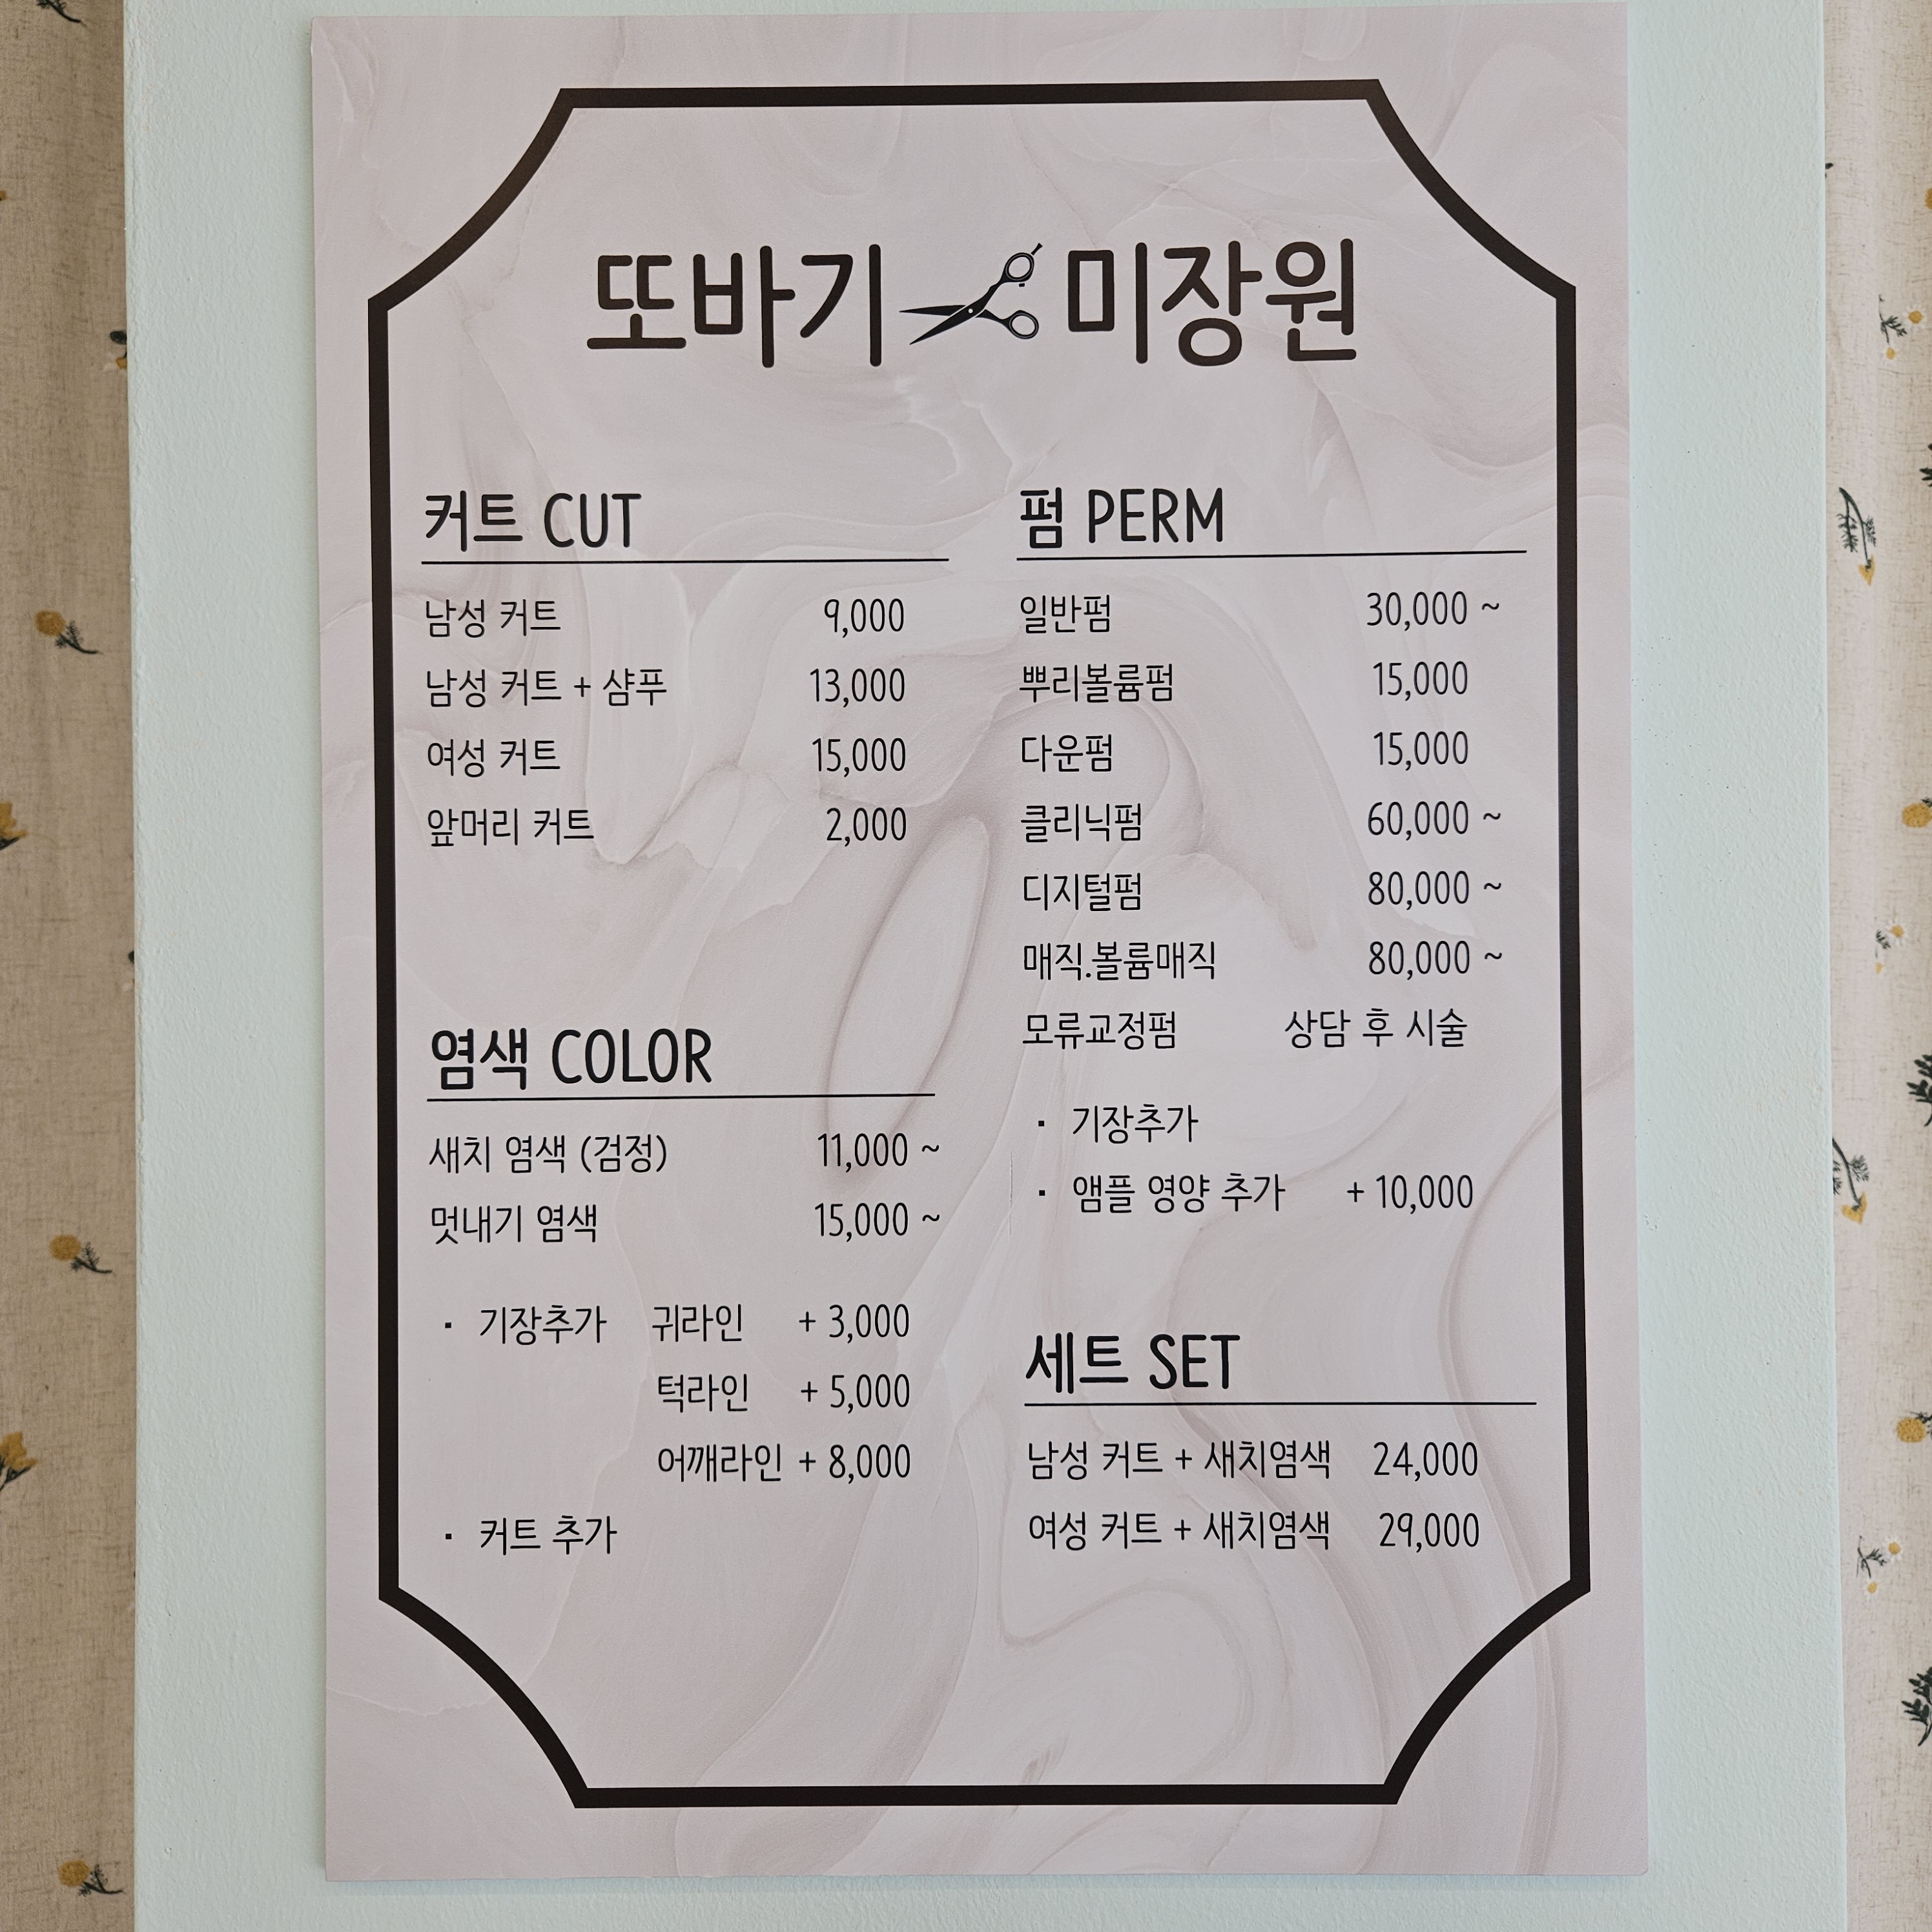 또바기 미장원
커트 CUT
남성 커트 9,000
남성 커트 + 샴푸 13,000
여성 커트 15,000
앞머리 커트 2,000
염색 COLOR
새치 염색 (검정) 11,000 ~
멋내기 염색 15,000 ~
· 기장추가 귀라인 + 3,000
턱라인 + 5,000
어깨라인 + 8,000
· 커트 추가
펌 PERM
일반펌 30,000 ~
뿌리볼륨펌 15,000
다운펌 15,000
클리닉펌 60,000 ~
디지털펌 80,000 ~
매직.볼륨매직 80,000 ~
모류교정펌 상담 후 시술
· 기장추가
· 앰플 영양 추가 + 10,000
세트 SET
남성 커트 + 새치염색 24,000
여성 커트 + 새치염색 29,000